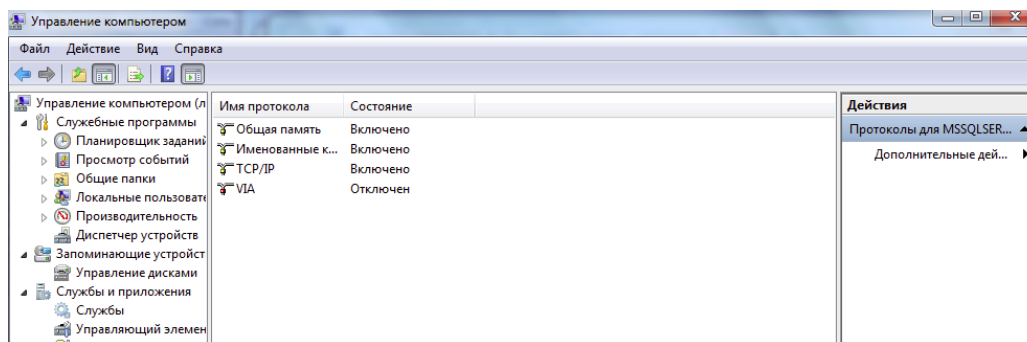 Управление компьютером
Файл Действие Вид Справка
Управление компьютером (л
Служебные программы
Планировщик заданий
Просмотр событий
Общие папки
Локальные пользовате
Производительность
Диспетчер устройств
Запоминающие устройст
Управление дисками
Службы и приложения
Службы
Управляющий элемен
Имя протокола Состояние
Общая память Включено
Именованные к... Включено
TCP/IP Включено
VIA Отключен
Действия
Протоколы для MSSQLSER...
Дополнительные дей...